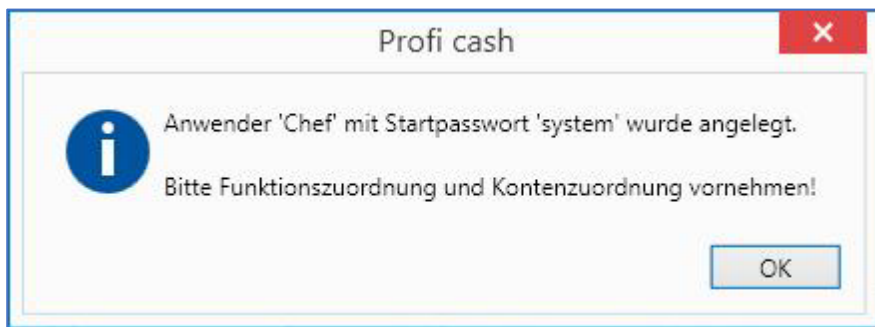 Profi cash
Anwender 'Chef' mit Startpasswort 'system' wurde angelegt.
Bitte Funktionszuordnung und Kontenzuordnung vornehmen!
OK